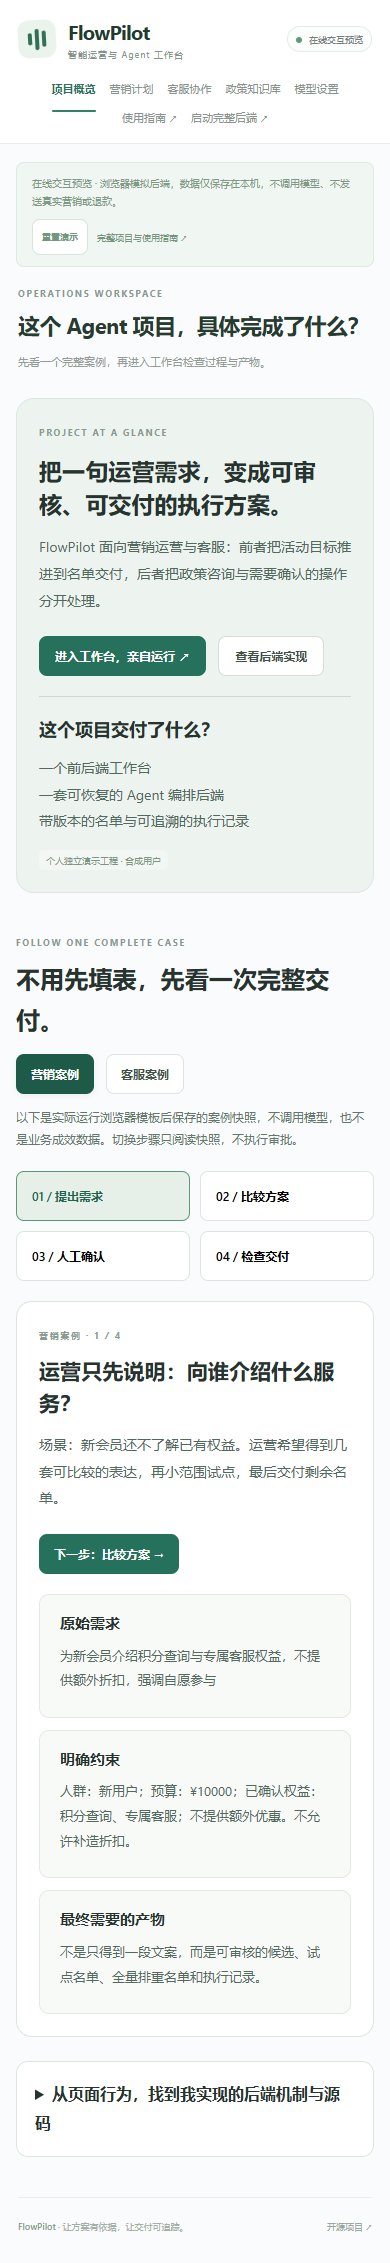 FlowPilot
智能运营与 Agent 工作台
在线交互预览
项目概览 营销计划 客服协作 政策知识库 模型设置
使用指南 ↗ 启动完整后端 ↗
在线交互预览 · 浏览器模拟后端，数据仅保存在本机，不调用模型、不发
送真实营销或退款。
重置演示 完整项目与使用指南 ↗
OPERATIONS WORKSPACE
这个 Agent 项目，具体完成了什么？
先看一个完整案例，再进入工作台检查过程与产物。
PROJECT AT A GLANCE
把一句运营需求，变成可审
核、可交付的执行方案。
FlowPilot 面向营销运营与客服：前者把活动目标推
进到名单交付，后者把政策咨询与需要确认的操作
分开处理。
进入工作台，亲自运行 ↗ 查看后端实现
这个项目交付了什么？
一个前后端工作台
一套可恢复的 Agent 编排后端
带版本的名单与可追溯的执行记录
个人独立演示工程 · 合成用户
FOLLOW ONE COMPLETE CASE
不用先填表，先看一次完整交
付。
营销案例 客服案例
以下是实际运行浏览器模板后保存的案例快照，不调用模型，也不
是业务成效数据。切换步骤只阅读快照，不执行审批。
01 / 提出需求 02 / 比较方案
03 / 人工确认 04 / 检查交付
营销案例 · 1 / 4
运营只先说明：向谁介绍什么服
务？
场景：新会员还不了解已有权益。运营希望得到几
套可比较的表达，再小范围试点，最后交付剩余名
单。
下一步：比较方案 →
原始需求
为新会员介绍积分查询与专属客服权益，不提
供额外折扣，强调自愿参与
明确约束
人群：新用户；预算：¥10000；已确认权益：
积分查询、专属客服；不提供额外优惠。不允
许补造折扣。
最终需要的产物
不是只得到一段文案，而是可审核的候选、试
点名单、全量排重名单和执行记录。
▶ 从页面行为，找到我实现的后端机制与源
码
FlowPilot · 让方案有依据，让交付可追踪。 开源项目 ↗